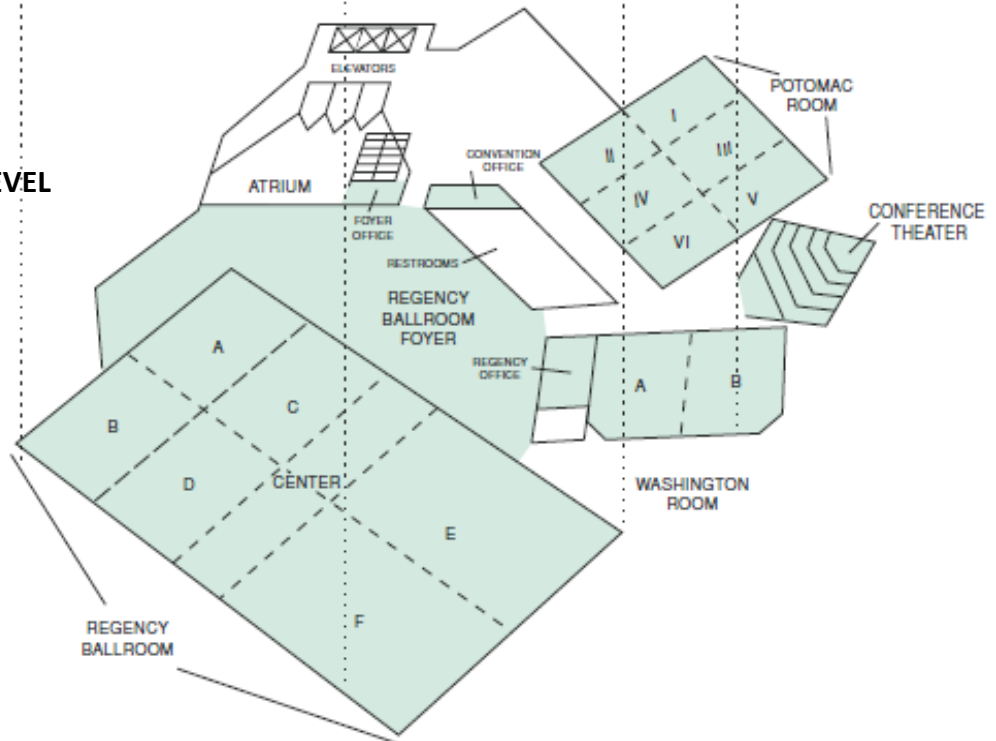 ELEVATORS
POTOMAC
ROOM
I
II
III
CONVENTION
OFFICE
EVEL
ATRIUM
IV
V
FOYER
OFFICE
CONFERENCE
THEATER
VI
RESTROOMS
REGENCY
BALLROOM
FOYER
A
REGENCY
OFFICE
A
B
C
B
D
CENTER
WASHINGTON
ROOM
E
F
REGENCY
BALLROOM